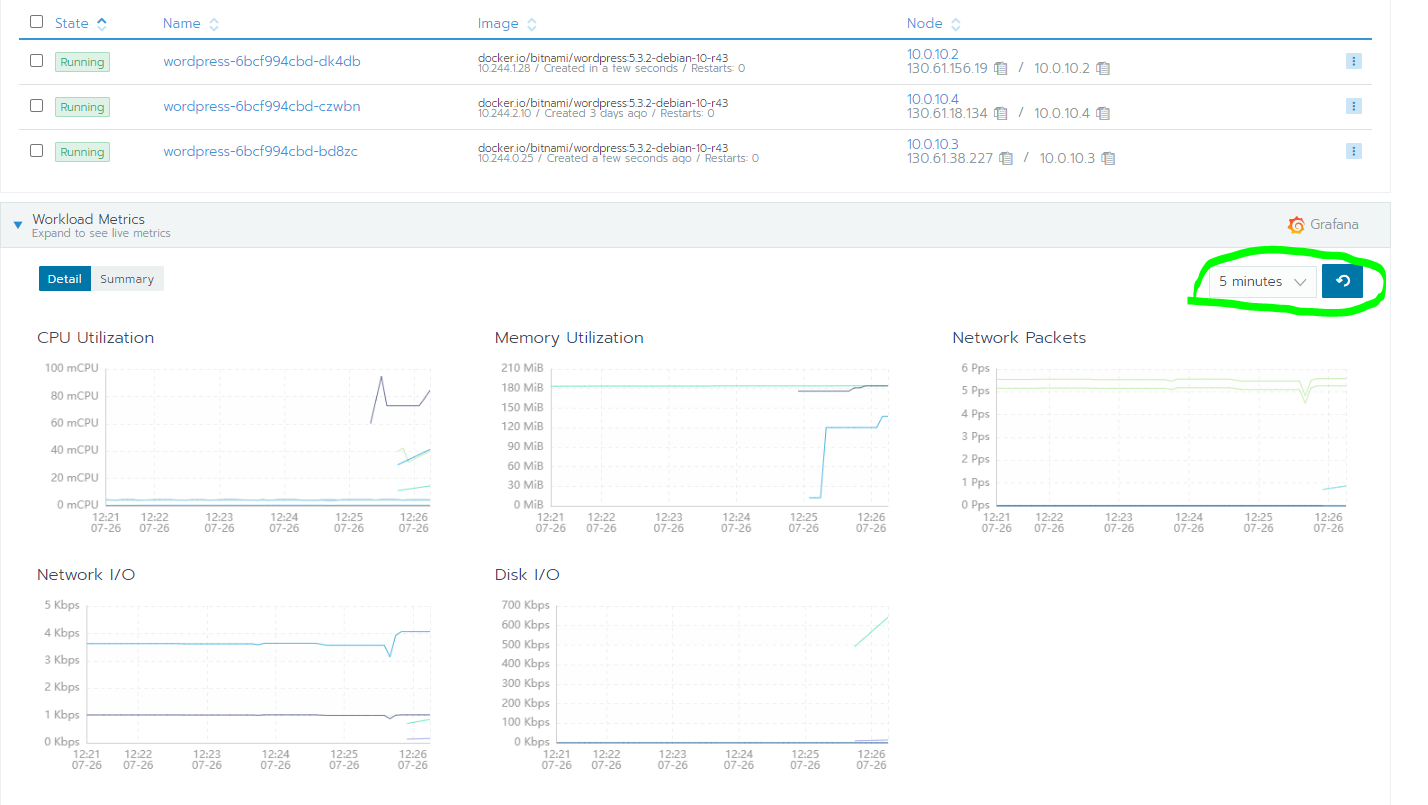 State Name Image Node
Running wordpress-6bcf994cbd-dk4db docker.io/bitnami/wordpress:5.3.2-debian-10-r43 10.0.10.2
10.244.1.28 / Created in a few seconds / Restarts: 0 130.61.156.19 / 10.0.10.2
Running wordpress-6bcf994cbd-czwbn docker.io/bitnami/wordpress:5.3.2-debian-10-r43 10.0.10.4
10.244.2.10 / Created 3 days ago / Restarts: 0 130.61.18.134 / 10.0.10.4
Running wordpress-6bcf994cbd-bd8zc docker.io/bitnami/wordpress:5.3.2-debian-10-r43 10.0.10.3
10.244.0.25 / Created a few seconds ago / Restarts: 0 130.61.38.227 / 10.0.10.3
Workload Metrics
Expand to see live metrics
Grafana
Detail Summary
5 minutes
CPU Utilization
100 mCPU
80 mCPU
60 mCPU
40 mCPU
20 mCPU
0 mCPU
12:21 12:22 12:23 12:24 12:25 12:26
07-26 07-26 07-26 07-26 07-26 07-26
Memory Utilization
210 MiB
180 MiB
150 MiB
120 MiB
90 MiB
60 MiB
30 MiB
0 MiB
12:21 12:22 12:23 12:24 12:25 12:26
07-26 07-26 07-26 07-26 07-26 07-26
Network Packets
6 Pps
5 Pps
4 Pps
3 Pps
2 Pps
1 Pps
0 Pps
12:21 12:22 12:23 12:24 12:25 12:26
07-26 07-26 07-26 07-26 07-26 07-26
Network I/O
5 Kbps
4 Kbps
3 Kbps
2 Kbps
1 Kbps
0 Kbps
12:21 12:22 12:23 12:24 12:25 12:26
07-26 07-26 07-26 07-26 07-26 07-26
Disk I/O
700 Kbps
600 Kbps
500 Kbps
400 Kbps
300 Kbps
200 Kbps
100 Kbps
0 Kbps
12:21 12:22 12:23 12:24 12:25 12:26
07-26 07-26 07-26 07-26 07-26 07-26